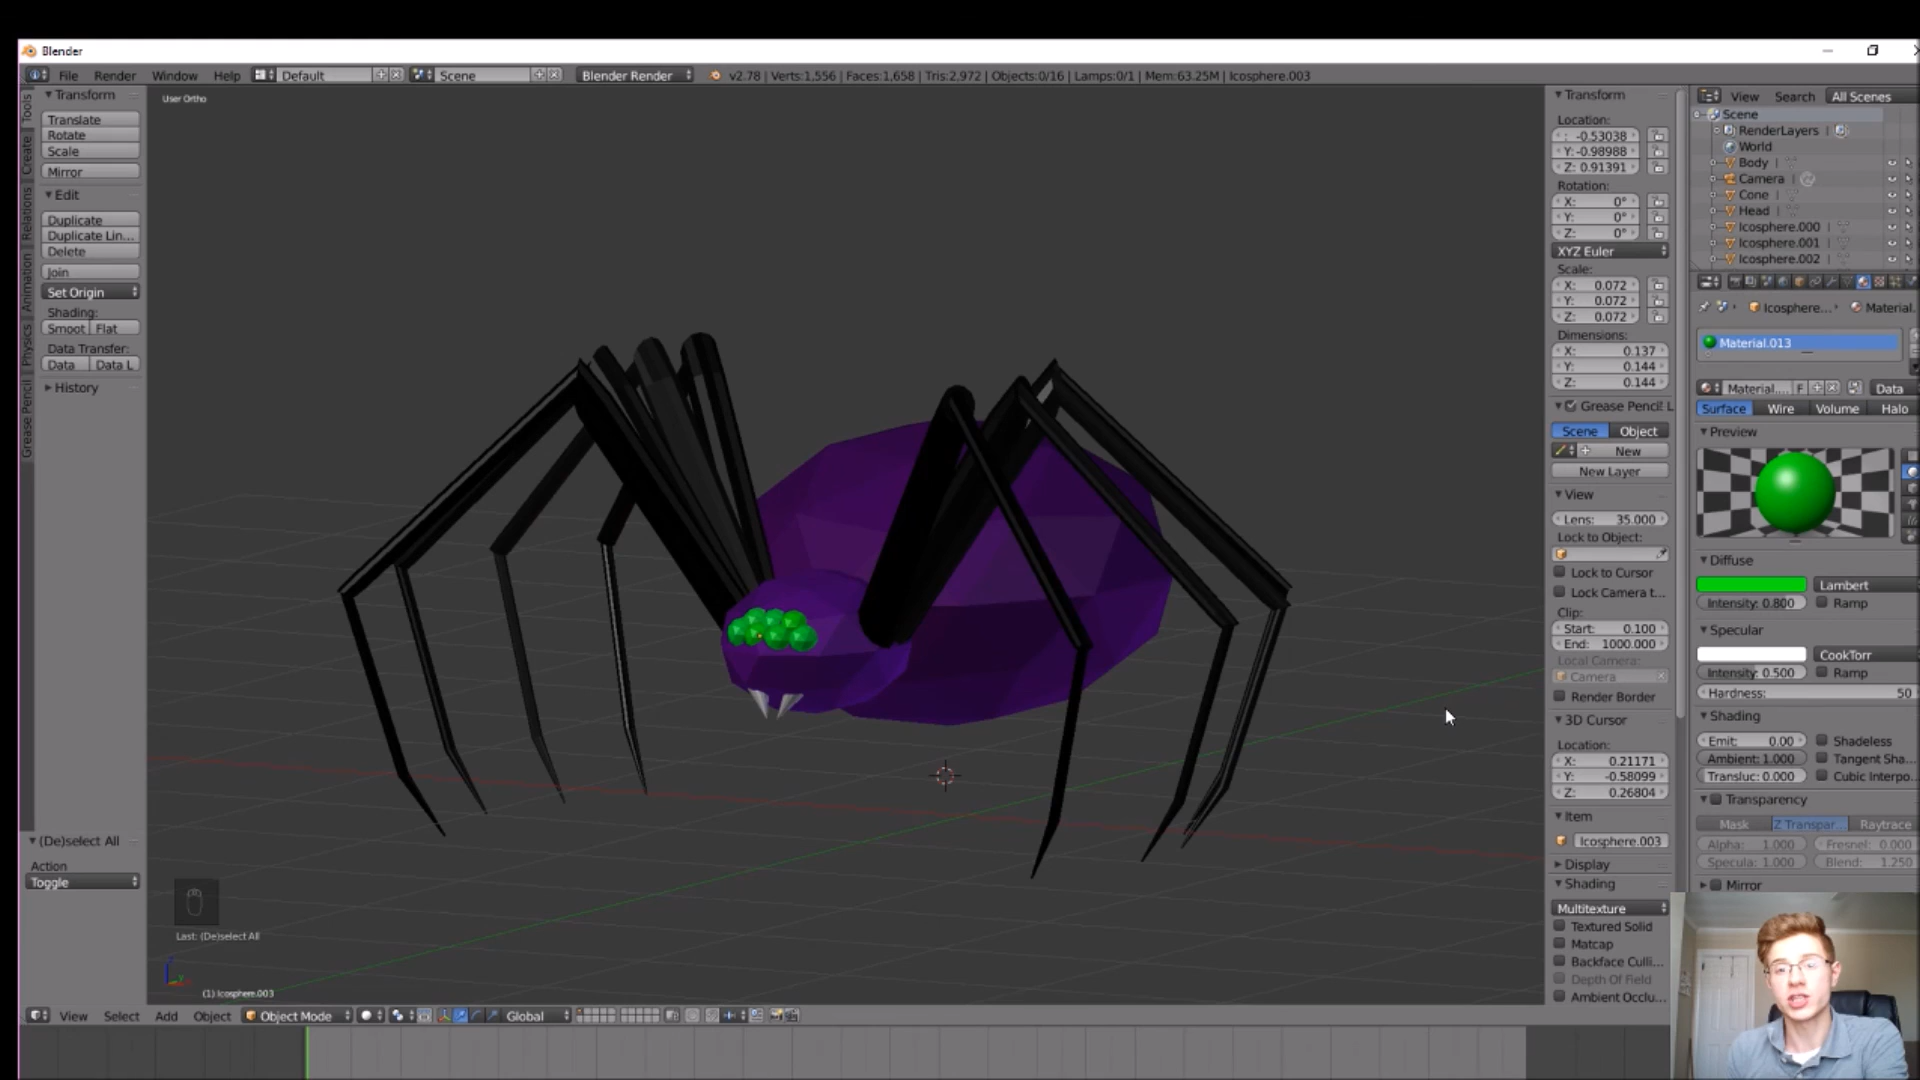 Blender
File Render Window Help Default Scene Blender Render v2.78 | Verts:1,556 | Faces:1,658 | Tris:2,972 | Objects:0/16 | Lamps:0/1 | Mem:63.25M | Icosphere.003
Tools
Create
Relations
Animation
Physics
Grease Pencil
Transform
Translate
Rotate
Scale
Mirror
Edit
Duplicate
Duplicate Lin...
Delete
Join
Set Origin
Shading:
Smoot Flat
Data Transfer:
Data Data L
History
(De)select All
Action
Toggle
User Ortho
Last: (De)select All
(1) Icosphere.003
View Select Add Object Object Mode Global
Transform
Location:
: -0.53038
Y: -0.98988
Z: 0.91391
Rotation:
X: 0°
Y: 0°
Z: 0°
XYZ Euler
Scale:
X: 0.072
Y: 0.072
Z: 0.072
Dimensions:
X: 0.137
Y: 0.144
Z: 0.144
Grease Pencil L
Scene Object
New
New Layer
View
Lens: 35.000
Lock to Object:
Lock to Cursor
Lock Camera t...
Clip:
Start: 0.100
End: 1000.000
Local Camera:
Camera
Render Border
3D Cursor
Location:
X: 0.21171
Y: -0.58099
Z: 0.26804
Item
Icosphere.003
Display
Shading
Multitexture
Textured Solid
Matcap
Backface Culli...
Depth Of Field
Ambient Occlu...
View Search All Scenes
Scene
RenderLayers
World
Body
Camera
Cone
Head
Icosphere.000
Icosphere.001
Icosphere.002
Icosphere... Material.
Material.013
Material.... F Data
Surface Wire Volume Halo
Preview
Diffuse
Lambert
Intensity: 0.800 Ramp
Specular
CookTorr
Intensity: 0.500 Ramp
Hardness: 50
Shading
Emit: 0.00 Shadeless
Ambient: 1.000 Tangent Sha...
Transluc: 0.000 Cubic Interpo...
Transparency
Mask Z Transpar... Raytrace
Alpha: 1.000 Fresnel: 0.000
Specula: 1.000 Blend: 1.250
Mirror